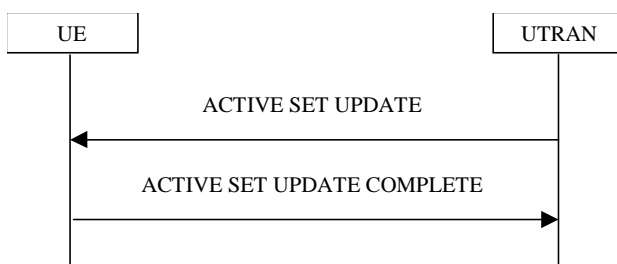 UE
UTRAN
ACTIVE SET UPDATE
ACTIVE SET UPDATE COMPLETE